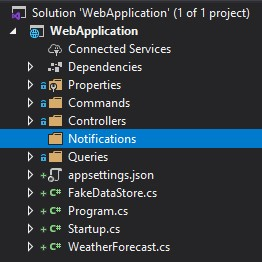 Solution 'WebApplication' (1 of 1 project)
WebApplication
Connected Services
Dependencies
Properties
Commands
Controllers
Notifications
Queries
appsettings.json
C# FakeDataStore.cs
C# Program.cs
C# Startup.cs
C# WeatherForecast.cs